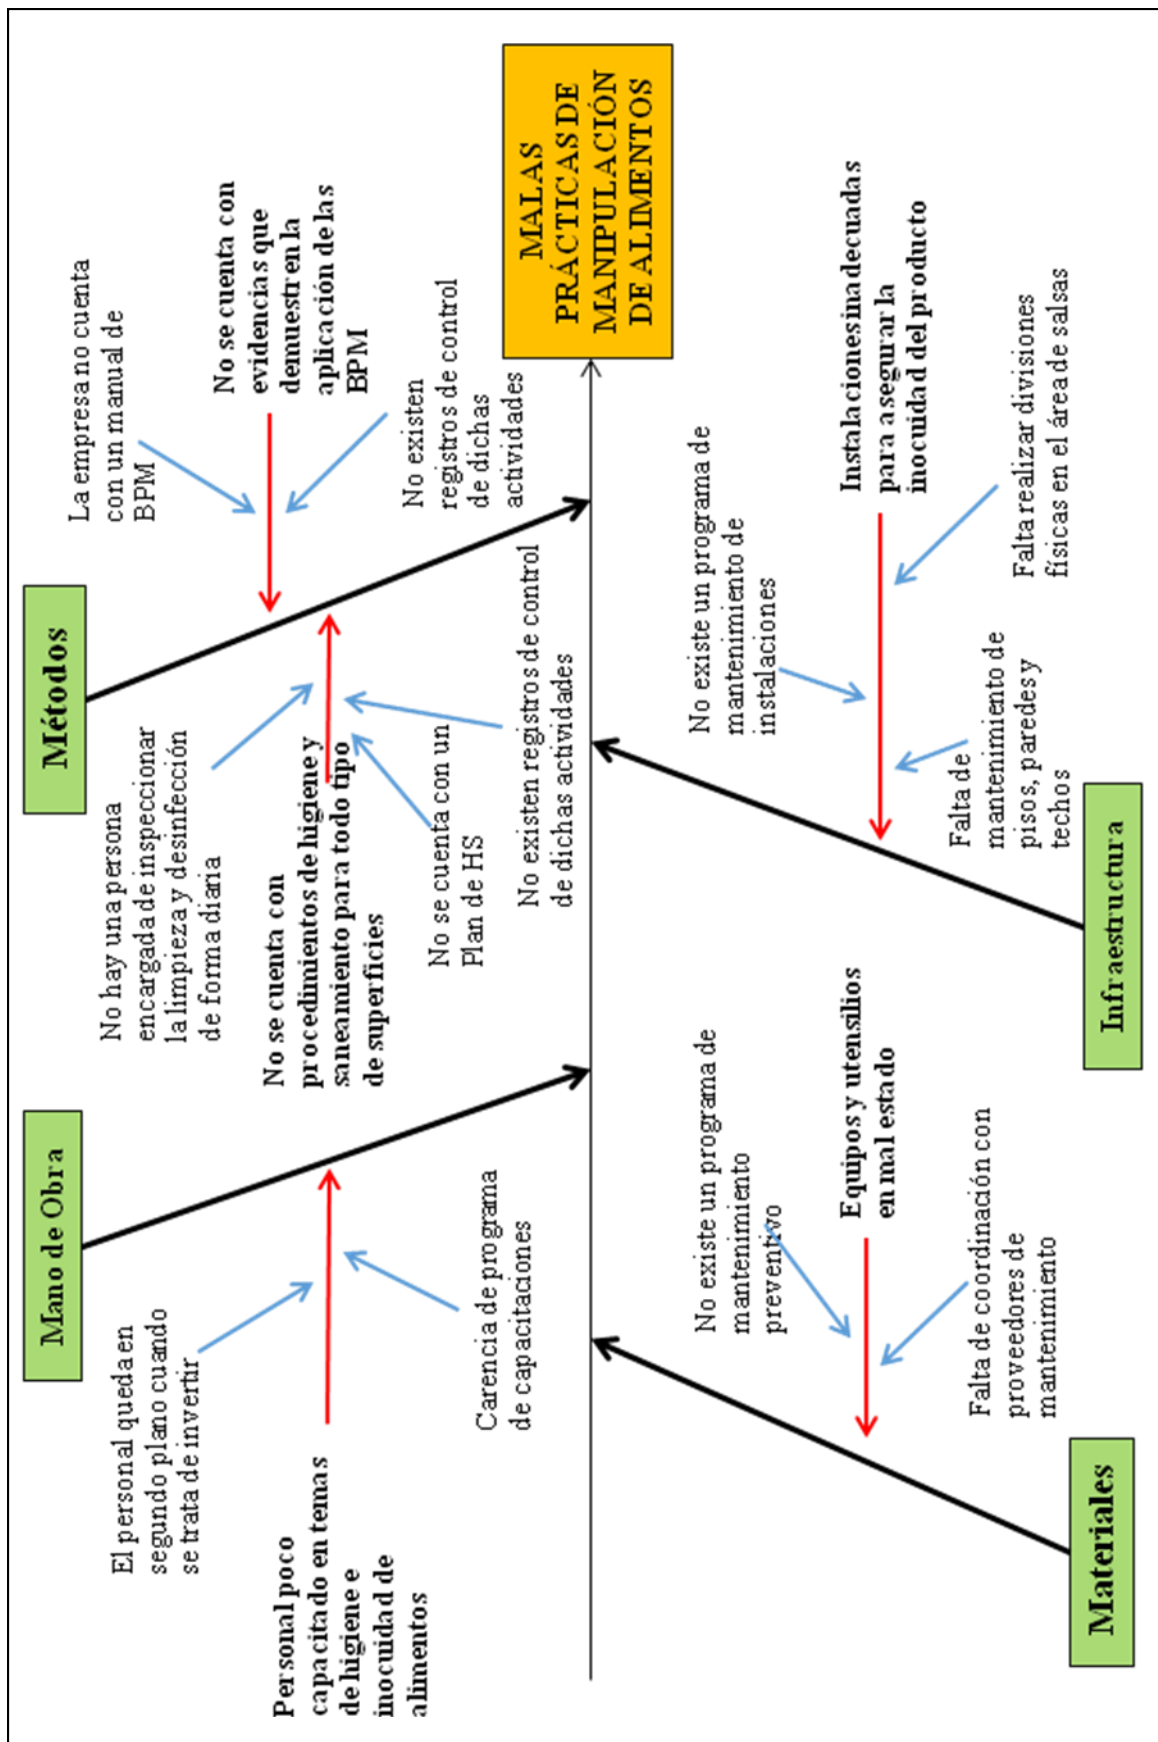 Mano de Obra
Métodos
El personal queda en
segundo plano cuando
se trata de invertir
Personal poco
capacitado en temas
de higiene e
inocuidad de
alimentos
Carencia de programa
de capacitaciones
No hay una persona
encargada de inspeccionar
la limpieza y desinfección
de forma diaria
No se cuenta con
procedimientos de higiene y
saneamiento para todo tipo
de superficies
No se cuenta con un
Plan de HS
No existen registros de control
de dichas actividades
La empresa no cuenta
con un manual de
BPM
No se cuenta con
evidencias que
demuestren la
aplicación de las
BPM
No existen
registros de control
de dichas
actividades
MALAS
PRÁCTICAS DE
MANIPULACIÓN
DE ALIMENTOS
No existe un programa de
mantenimiento
preventivo
Equipos y utensilios
en mal estado
Falta de coordinación con
proveedores de
mantenimiento
No existe un programa de
mantenimiento de
instalaciones
Instalaciones inadecuadas
para asegurar la
inocuidad del producto
Falta de
mantenimiento de
pisos, paredes y
techos
Falta realizar divisiones
físicas en el área de salsas
Materiales
Infraestructura